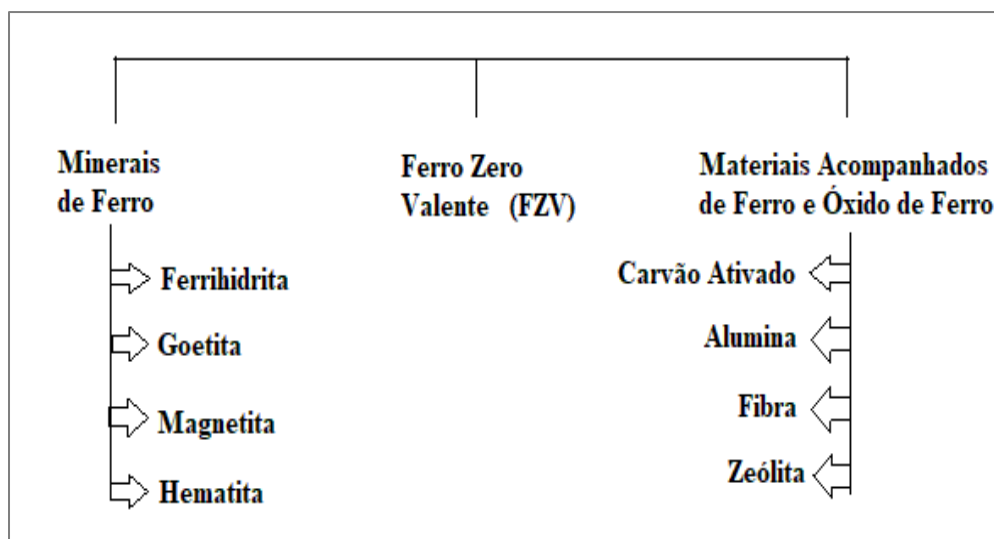 Minerais
de Ferro
Ferrihidrita
Goetita
Magnetita
Hematita
Ferro Zero
Valente (FZV)
Materiais Acompanhados
de Ferro e Óxido de Ferro
Carvão Ativado
Alumina
Fibra
Zeólita